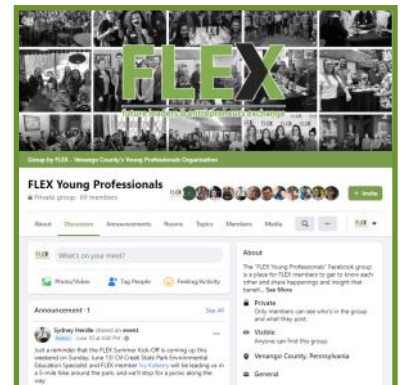 FLEX
future leaders & entrepreneurs exchange
Group by FLEX - Venango County's Young Professionals Organization
FLEX Young Professionals
Private group · members
+ Invite
About Discussion Announcements Rooms Topics Members Media
What's on your mind?
Photo/Video Tag People Feeling/Activity
Announcement · 1 See All
Sydney Herdle shared an event.
Admin · June 10 at 4:00 PM
Just a reminder that the FLEX Summer Kick-Off is coming up this
weekend on Sunday, June 13! Oil Creek State Park Environmental
Education Specialist and FLEX member Ivy will be leading us in
a 5-mile hike around the park, and we'll stop for a picnic along the
way.
About
The "FLEX Young Professionals" Facebook group
is a place for FLEX members to get to know each
other and share happenings and insight that
benefi... See More
Private
Only members can see who's in the group
and what they post.
Visible
Anyone can find this group.
Venango County, Pennsylvania
General